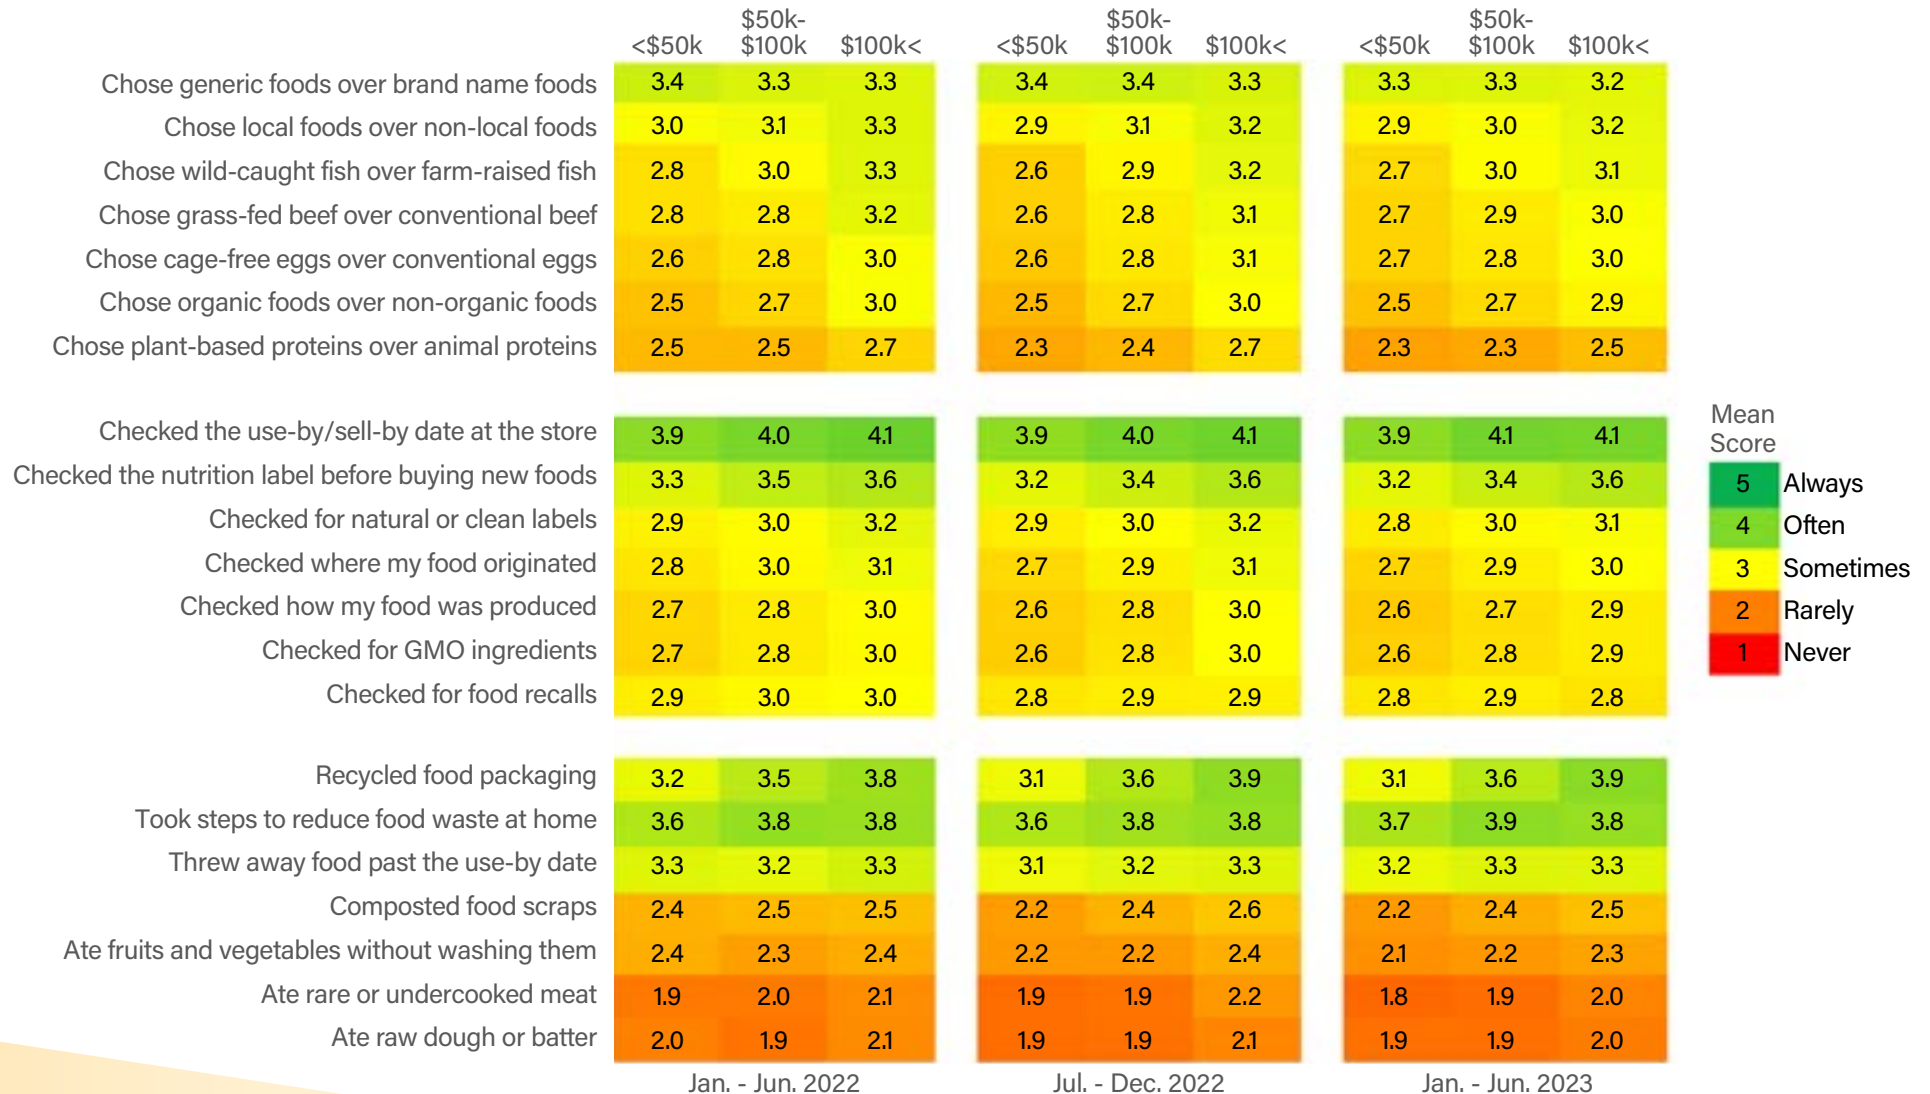 <$50k $50k-$100k $100k< <$50k $50k-$100k $100k< <$50k $50k-$100k $100k<
Chose generic foods over brand name foods 3.4 3.3 3.3 3.4 3.4 3.3 3.3 3.3 3.2
Chose local foods over non-local foods 3.0 3.1 3.3 2.9 3.1 3.2 2.9 3.0 3.2
Chose wild-caught fish over farm-raised fish 2.8 3.0 3.3 2.6 2.9 3.2 2.7 3.0 3.1
Chose grass-fed beef over conventional beef 2.8 2.8 3.2 2.6 2.8 3.1 2.7 2.9 3.0
Chose cage-free eggs over conventional eggs 2.6 2.8 3.0 2.6 2.8 3.1 2.7 2.8 3.0
Chose organic foods over non-organic foods 2.5 2.7 3.0 2.5 2.7 3.0 2.5 2.7 2.9
Chose plant-based proteins over animal proteins 2.5 2.5 2.7 2.3 2.4 2.7 2.3 2.3 2.5
Checked the use-by/sell-by date at the store 3.9 4.0 4.1 3.9 4.0 4.1 3.9 4.1 4.1
Checked the nutrition label before buying new foods 3.3 3.5 3.6 3.2 3.4 3.6 3.2 3.4 3.6
Checked for natural or clean labels 2.9 3.0 3.2 2.9 3.0 3.2 2.8 3.0 3.1
Checked where my food originated 2.8 3.0 3.1 2.7 2.9 3.1 2.7 2.9 3.0
Checked how my food was produced 2.7 2.8 3.0 2.6 2.8 3.0 2.6 2.7 2.9
Checked for GMO ingredients 2.7 2.8 3.0 2.6 2.8 3.0 2.6 2.8 2.9
Checked for food recalls 2.9 3.0 3.0 2.8 2.9 2.9 2.8 2.9 2.8
Recycled food packaging 3.2 3.5 3.8 3.1 3.6 3.9 3.1 3.6 3.9
Took steps to reduce food waste at home 3.6 3.8 3.8 3.6 3.8 3.8 3.7 3.9 3.8
Threw away food past the use-by date 3.3 3.2 3.3 3.1 3.2 3.3 3.2 3.3 3.3
Composted food scraps 2.4 2.5 2.5 2.2 2.4 2.6 2.2 2.4 2.5
Ate fruits and vegetables without washing them 2.4 2.3 2.4 2.2 2.2 2.4 2.1 2.2 2.3
Ate rare or undercooked meat 1.9 2.0 2.1 1.9 1.9 2.2 1.8 1.9 2.0
Ate raw dough or batter 2.0 1.9 2.1 1.9 1.9 2.1 1.9 1.9 2.0
Jan. - Jun. 2022 Jul. - Dec. 2022 Jan. - Jun. 2023
Mean
Score
5 Always
4 Often
3 Sometimes
2 Rarely
1 Never